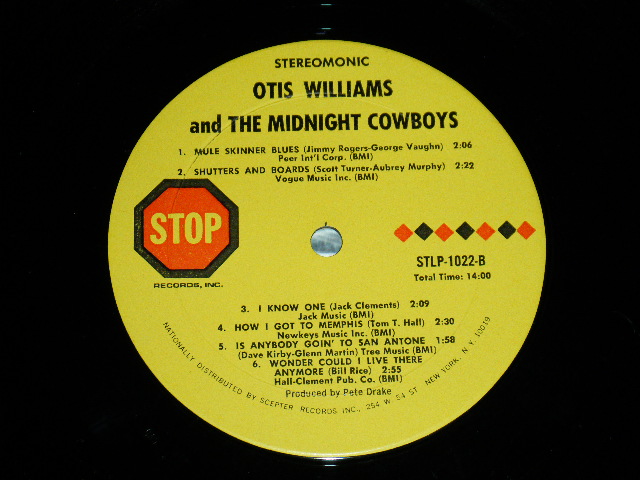 STEREOMONIC
OTIS WILLIAMS
and THE MIDNIGHT COWBOYS
1. MULE SKINNER BLUES (Jimmy Rogers-George Vaughn) 2:06
Peer Int'l Corp. (BMI)
2. SHUTTERS AND BOARDS (Scott Turner-Aubrey Murphy) 2:22
Vogue Music Inc. (BMI)
STOP
RECORDS, INC.
STLP-1022-B
Total Time: 14:00
3. I KNOW ONE (Jack Clements) 2:09
Jack Music (BMI)
4. HOW I GOT TO MEMPHIS (Tom T. Hall) 2:30
Newkeys Music Inc. (BMI)
5. IS ANYBODY GOIN' TO SAN ANTONE 1:58
(Dave Kirby-Glenn Martin) Tree Music (BMI)
6. WONDER COULD I LIVE THERE
ANYMORE (Bill Rice) 2:55
Hall-Clement Pub. Co. (BMI)
Produced by Pete Drake
NATIONALLY DISTRIBUTED BY SCEPTER RECORDS INC., 254 W 54 ST NEW YORK, N.Y. 10019